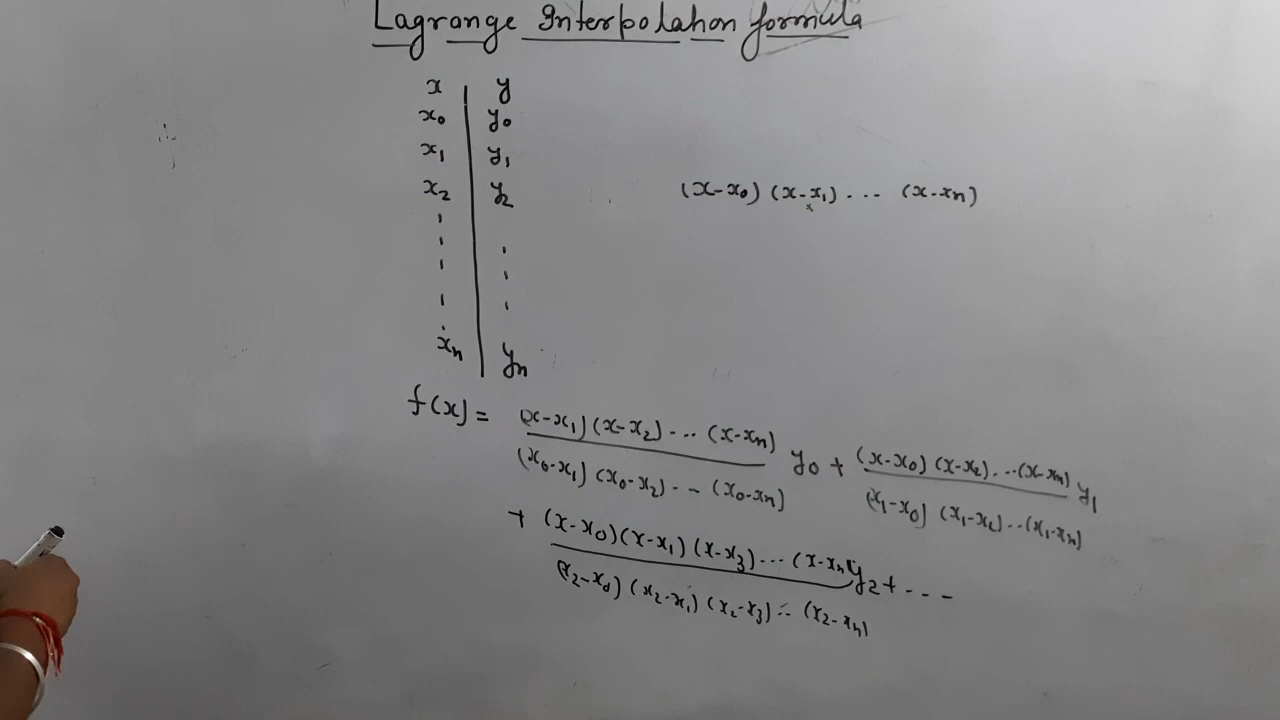 Lagrange Interpolation formula
x | y
x₀ | y₀
x₁ | y₁
x₂ | y₂
(x-x₀) (x-x₁) . -- (x-xₙ)
xₙ | yₙ
f(x) = (x-x₁) (x-x₂) . -- (x-xₙ) / (x₀-x₁) (x₀-x₂) . -- (x₀-xₙ) y₀ + (x-x₀) (x-x₂) . -- (x-xₙ) / (x₁-x₀) (x₁-x₂) . -- (x₁-xₙ) y₁
+ (x-x₀) (x-x₁) (x-x₃) -- (x-xₙ) / (x₂-x₀) (x₂-x₁) (x₂-x₃) -- (x₂-xₙ) y₂ + ---